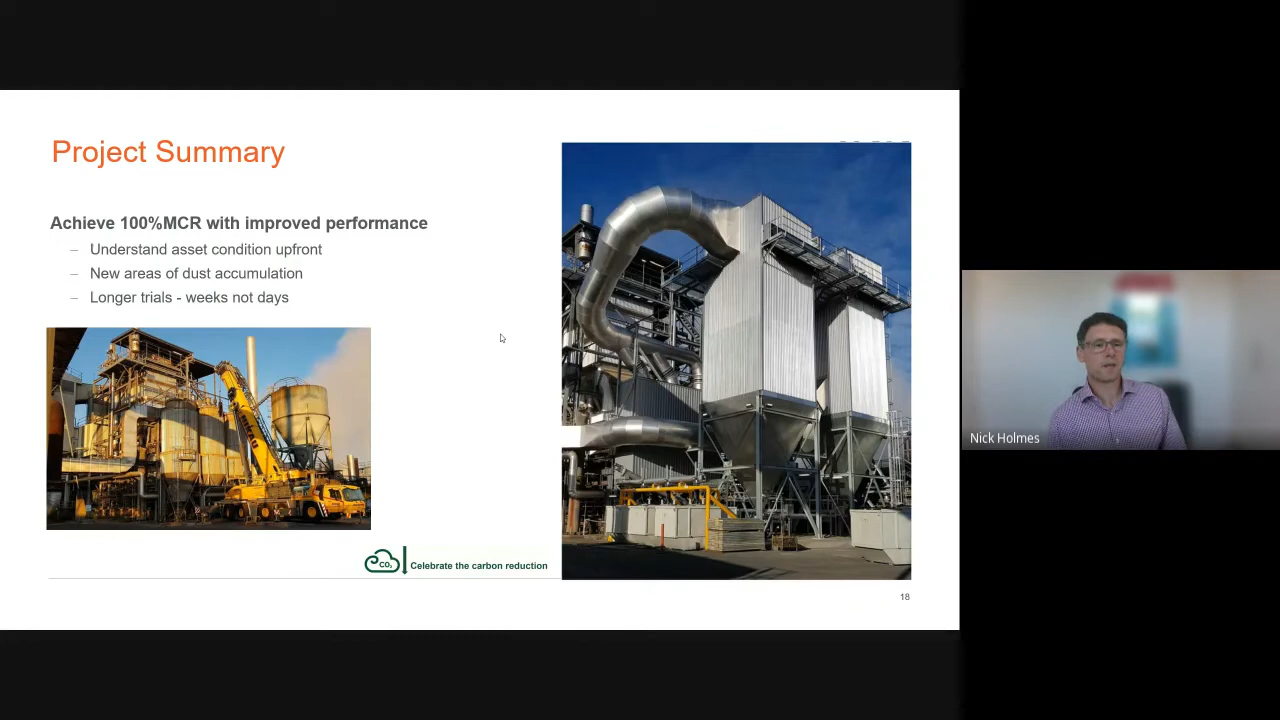 Project Summary
Achieve 100%MCR with improved performance
– Understand asset condition upfront
– New areas of dust accumulation
– Longer trials - weeks not days
CO₂
Celebrate the carbon reduction
18
Nick Holmes